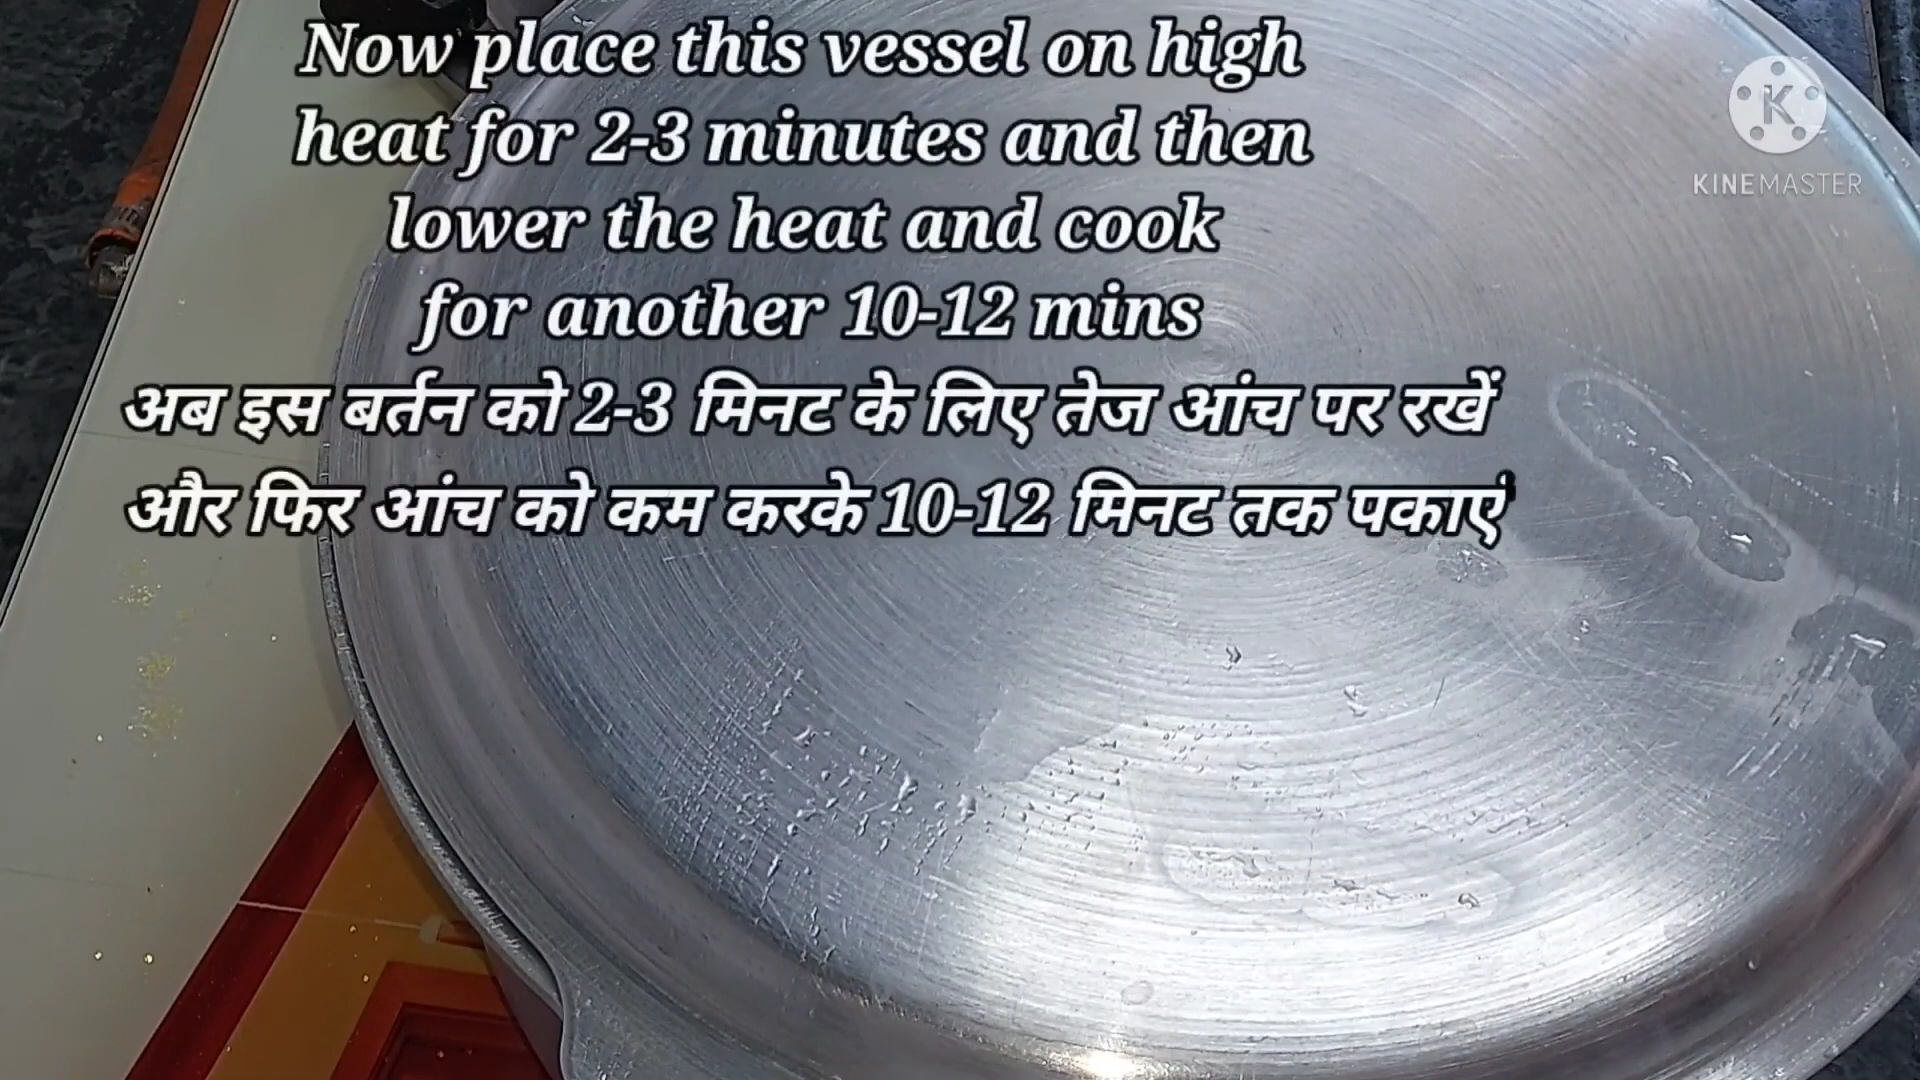 Now place this vessel on high
heat for 2-3 minutes and then
lower the heat and cook
for another 10-12 mins
अब इस बर्तन को 2-3 मिनट के लिए तेज आंच पर रखें
और फिर आंच को कम करके 10-12 मिनट तक पकाएं'
K
KINEMASTER